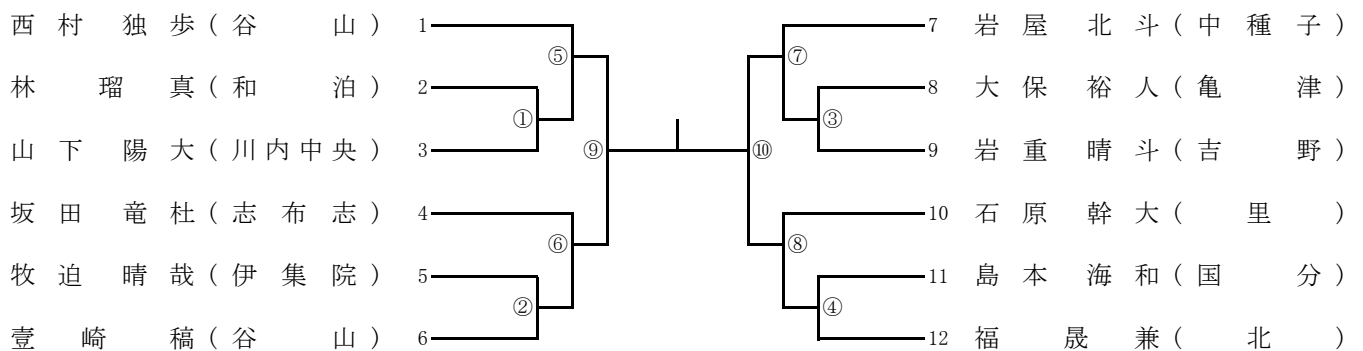 西村独歩(谷山) 1
林瑠真(和泊) 2
山下陽大(川内中央) 3
坂田竜杜(志布志) 4
牧迫晴哉(伊集院) 5
壹崎稿(谷山) 6
⑤
①
⑨
⑥
②
7 岩屋北斗(中種子)
8 大保裕人(亀津)
9 岩重晴斗(吉野)
10 石原幹大(里)
11 島本海和(国分)
12 福晟兼(北)
⑦
③
⑩
⑧
④